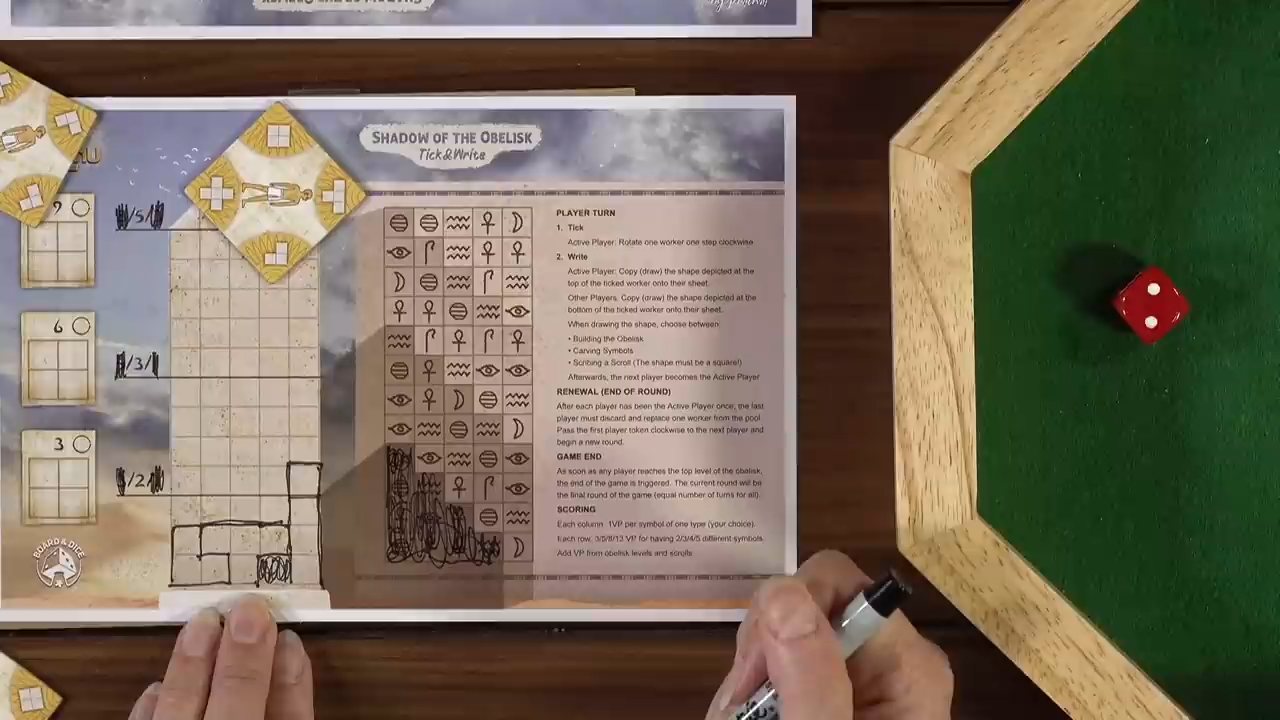 SHADOW OF THE OBELISK
Tick&Write
9
6
3
/5/
/3/
/2/
BOARD & DICE
PLAYER TURN
1. Tick
Active Player: Rotate one worker one step clockwise
2. Write
Active Player: Copy (draw) the shape depicted at the
top of the ticked worker onto their sheet.
Other Players: Copy (draw) the shape depicted at the
bottom of the ticked worker onto their sheet.
When drawing the shape, choose between:
• Building the Obelisk
• Carving Symbols
• Scribing a Scroll (The shape must be a square!)
Afterwards, the next player becomes the Active Player
RENEWAL (END OF ROUND)
After each player has been the Active Player once, the last
player must discard and replace one worker from the pool
Pass the first player token clockwise to the next player and
begin a new round.
GAME END
As soon as any player reaches the top level of the obelisk,
the end of the game is triggered. The current round will be
the final round of the game (equal number of turns for all).
SCORING
Each column: 1VP per symbol of one type (your choice).
Each row: 3/5/8/13 VP for having 2/3/4/5 different symbols.
Add VP from obelisk levels and scrolls